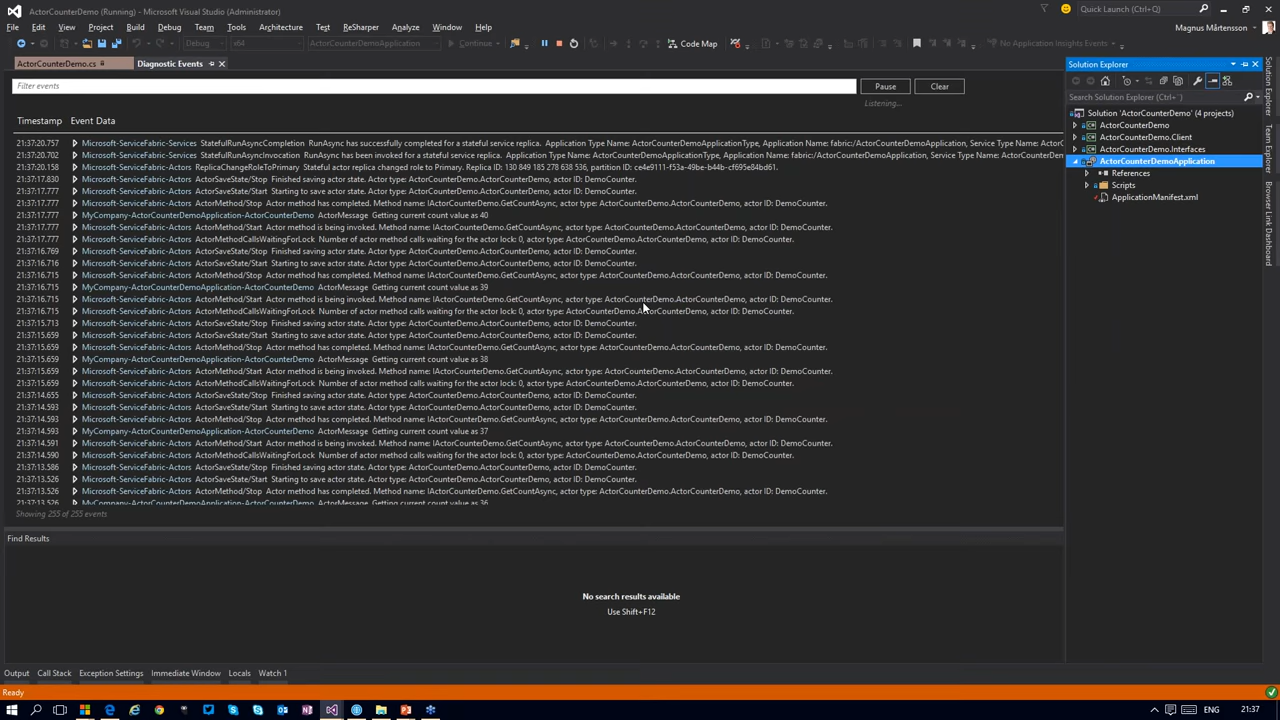 ActorCounterDemo (Running) - Microsoft Visual Studio (Administrator)
Quick Launch (Ctrl+Q)
File Edit View Project Build Debug Team Tools Architecture Test ReSharper Analyze Window Help
Magnus Mårtensson
Debug x64 ActorCounterDemoApplication Continue Code Map No Application Insights Events
ActorCounterDemo.cs Diagnostic Events
Filter events
Pause Clear
Listening...
Timestamp Event Data
21:37:20.757 Microsoft-ServiceFabric-Services StatefulRunAsyncCompletion RunAsync has successfully completed for a stateful service replica. Application Type Name: ActorCounterDemoApplicationType, Application Name: fabric:/ActorCounterDemoApplication, Service Type Name: ActorCo
21:37:20.702 Microsoft-ServiceFabric-Services StatefulRunAsyncInvocation RunAsync has been invoked for a stateful service replica. Application Type Name: ActorCounterDemoApplicationType, Application Name: fabric:/ActorCounterDemoApplication, Service Type Name: ActorCounterDem
21:37:20.158 Microsoft-ServiceFabric-Actors ReplicaChangeRoleToPrimary Stateful actor replica changed role to Primary. Replica ID: 130 849 185 278 638 536, partition ID: ce4e9111-f53a-49be-b44b-cf695e84bd61.
21:37:17.830 Microsoft-ServiceFabric-Actors ActorSaveState/Stop Finished saving actor state. Actor type: ActorCounterDemo.ActorCounterDemo, actor ID: DemoCounter.
21:37:17.777 Microsoft-ServiceFabric-Actors ActorSaveState/Start Starting to save actor state. Actor type: ActorCounterDemo.ActorCounterDemo, actor ID: DemoCounter.
21:37:17.777 Microsoft-ServiceFabric-Actors ActorMethod/Stop Actor method has completed. Method name: IActorCounterDemo.GetCountAsync, actor type: ActorCounterDemo.ActorCounterDemo, actor ID: DemoCounter.
21:37:17.777 MyCompany-ActorCounterDemoApplication-ActorCounterDemo ActorMessage Getting current count value as 40
21:37:17.777 Microsoft-ServiceFabric-Actors ActorMethod/Start Actor method is being invoked. Method name: IActorCounterDemo.GetCountAsync, actor type: ActorCounterDemo.ActorCounterDemo, actor ID: DemoCounter.
21:37:17.777 Microsoft-ServiceFabric-Actors ActorMethodCallsWaitingForLock Number of actor method calls waiting for the actor lock: 0, actor type: ActorCounterDemo.ActorCounterDemo, actor ID: DemoCounter.
21:37:16.769 Microsoft-ServiceFabric-Actors ActorSaveState/Stop Finished saving actor state. Actor type: ActorCounterDemo.ActorCounterDemo, actor ID: DemoCounter.
21:37:16.715 Microsoft-ServiceFabric-Actors ActorSaveState/Start Starting to save actor state. Actor type: ActorCounterDemo.ActorCounterDemo, actor ID: DemoCounter.
21:37:16.715 Microsoft-ServiceFabric-Actors ActorMethod/Stop Actor method has completed. Method name: IActorCounterDemo.GetCountAsync, actor type: ActorCounterDemo.ActorCounterDemo, actor ID: DemoCounter.
21:37:16.715 MyCompany-ActorCounterDemoApplication-ActorCounterDemo ActorMessage Getting current count value as 39
21:37:16.715 Microsoft-ServiceFabric-Actors ActorMethod/Start Actor method is being invoked. Method name: IActorCounterDemo.GetCountAsync, actor type: ActorCounterDemo.ActorCounterDemo, actor ID: DemoCounter.
21:37:16.715 Microsoft-ServiceFabric-Actors ActorMethodCallsWaitingForLock Number of actor method calls waiting for the actor lock: 0, actor type: ActorCounterDemo.ActorCounterDemo, actor ID: DemoCounter.
21:37:15.713 Microsoft-ServiceFabric-Actors ActorSaveState/Stop Finished saving actor state. Actor type: ActorCounterDemo.ActorCounterDemo, actor ID: DemoCounter.
21:37:15.659 Microsoft-ServiceFabric-Actors ActorSaveState/Start Starting to save actor state. Actor type: ActorCounterDemo.ActorCounterDemo, actor ID: DemoCounter.
21:37:15.659 Microsoft-ServiceFabric-Actors ActorMethod/Stop Actor method has completed. Method name: IActorCounterDemo.GetCountAsync, actor type: ActorCounterDemo.ActorCounterDemo, actor ID: DemoCounter.
21:37:15.659 MyCompany-ActorCounterDemoApplication-ActorCounterDemo ActorMessage Getting current count value as 38
21:37:15.659 Microsoft-ServiceFabric-Actors ActorMethod/Start Actor method is being invoked. Method name: IActorCounterDemo.GetCountAsync, actor type: ActorCounterDemo.ActorCounterDemo, actor ID: DemoCounter.
21:37:15.659 Microsoft-ServiceFabric-Actors ActorMethodCallsWaitingForLock Number of actor method calls waiting for the actor lock: 0, actor type: ActorCounterDemo.ActorCounterDemo, actor ID: DemoCounter.
21:37:14.655 Microsoft-ServiceFabric-Actors ActorSaveState/Stop Finished saving actor state. Actor type: ActorCounterDemo.ActorCounterDemo, actor ID: DemoCounter.
21:37:14.593 Microsoft-ServiceFabric-Actors ActorSaveState/Start Starting to save actor state. Actor type: ActorCounterDemo.ActorCounterDemo, actor ID: DemoCounter.
21:37:14.593 Microsoft-ServiceFabric-Actors ActorMethod/Stop Actor method has completed. Method name: IActorCounterDemo.GetCountAsync, actor type: ActorCounterDemo.ActorCounterDemo, actor ID: DemoCounter.
21:37:14.593 MyCompany-ActorCounterDemoApplication-ActorCounterDemo ActorMessage Getting current count value as 37
21:37:14.591 Microsoft-ServiceFabric-Actors ActorMethod/Start Actor method is being invoked. Method name: IActorCounterDemo.GetCountAsync, actor type: ActorCounterDemo.ActorCounterDemo, actor ID: DemoCounter.
21:37:14.590 Microsoft-ServiceFabric-Actors ActorMethodCallsWaitingForLock Number of actor method calls waiting for the actor lock: 0, actor type: ActorCounterDemo.ActorCounterDemo, actor ID: DemoCounter.
21:37:13.586 Microsoft-ServiceFabric-Actors ActorSaveState/Stop Finished saving actor state. Actor type: ActorCounterDemo.ActorCounterDemo, actor ID: DemoCounter.
21:37:13.526 Microsoft-ServiceFabric-Actors ActorSaveState/Start Starting to save actor state. Actor type: ActorCounterDemo.ActorCounterDemo, actor ID: DemoCounter.
21:37:13.526 Microsoft-ServiceFabric-Actors ActorMethod/Stop Actor method has completed. Method name: IActorCounterDemo.GetCountAsync, actor type: ActorCounterDemo.ActorCounterDemo, actor ID: DemoCounter.
21:37:13.526 MyCompany-ActorCounterDemoApplication-ActorCounterDemo ActorMessage Getting current count value as 36
Showing 255 of 255 events
Find Results
No search results available
Use Shift+F12
Output Call Stack Exception Settings Immediate Window Locals Watch 1
Ready
Solution Explorer
Search Solution Explorer (Ctrl+¨)
Solution 'ActorCounterDemo' (4 projects)
ActorCounterDemo
ActorCounterDemo.Client
ActorCounterDemo.Interfaces
ActorCounterDemoApplication
References
Scripts
ApplicationManifest.xml
Solution Explorer
Team Explorer
Browser Link Dashboard
ENG 21:37